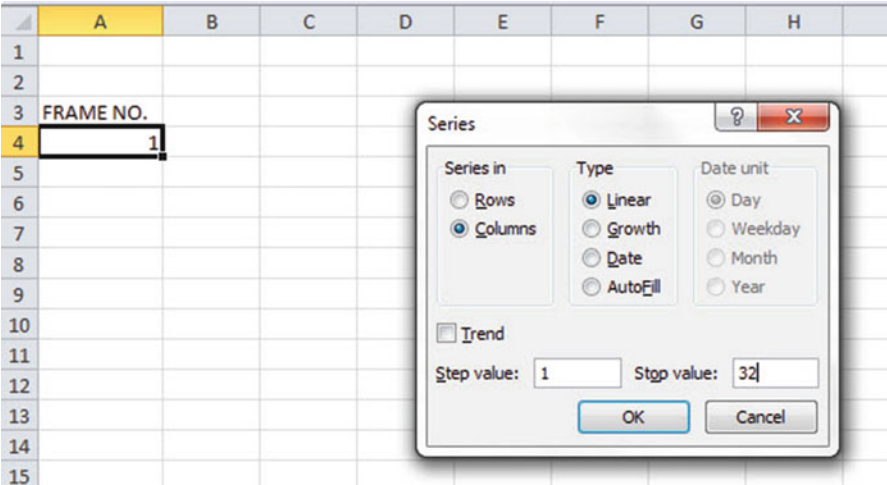 A B C D E F G H
1
2
3 FRAME NO.
4 1
5
6
7
8
9
10
11
12
13
14
15
Series ? X
Series in Type Date unit
Rows Linear Day
Columns Growth Weekday
Date Month
AutoFill Year
Trend
Step value: 1 Stop value: 32
OK Cancel